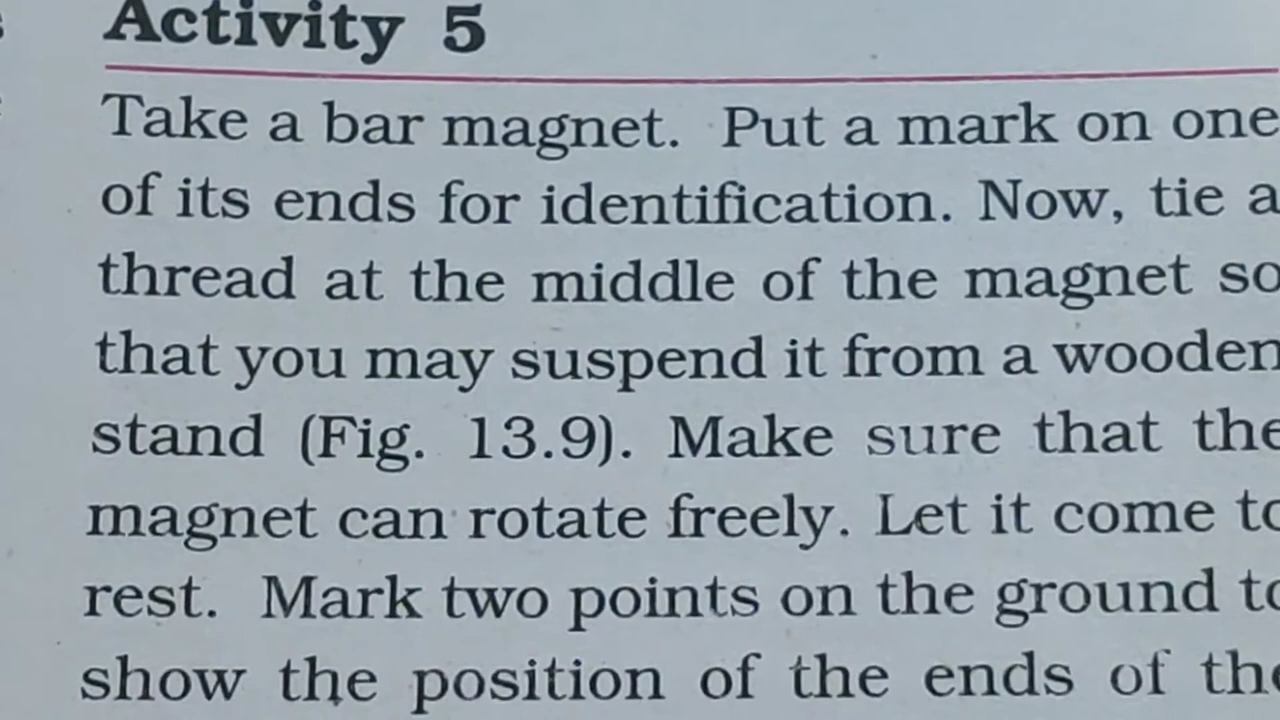 Activity 5
Take a bar magnet. Put a mark on one
of its ends for identification. Now, tie a
thread at the middle of the magnet so
that you may suspend it from a wooden
stand (Fig. 13.9). Make sure that the
magnet can rotate freely. Let it come to
rest. Mark two points on the ground to
show the position of the ends of the